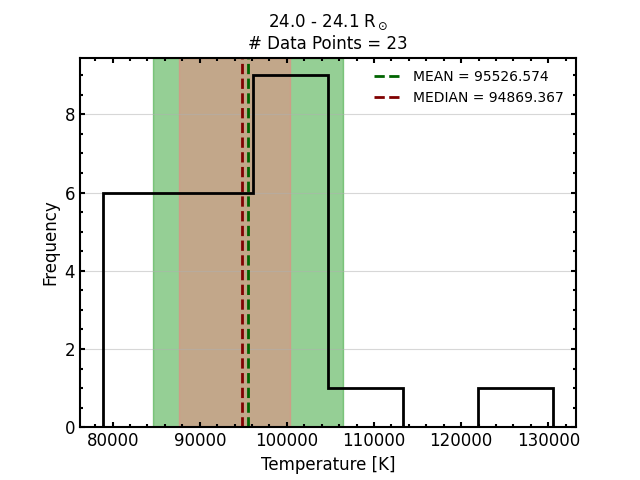 24.0 - 24.1 R⊙
# Data Points = 23
MEAN = 95526.574
MEDIAN = 94869.367
Frequency
8
6
4
2
0
80000 90000 100000 110000 120000 130000
Temperature [K]